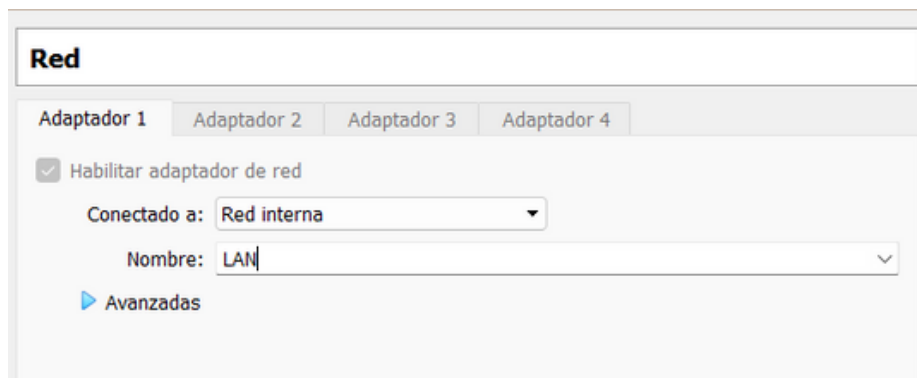 Red
Adaptador 1 Adaptador 2 Adaptador 3 Adaptador 4
Habilitar adaptador de red
Conectado a: Red interna
Nombre: LAN
Avanzadas